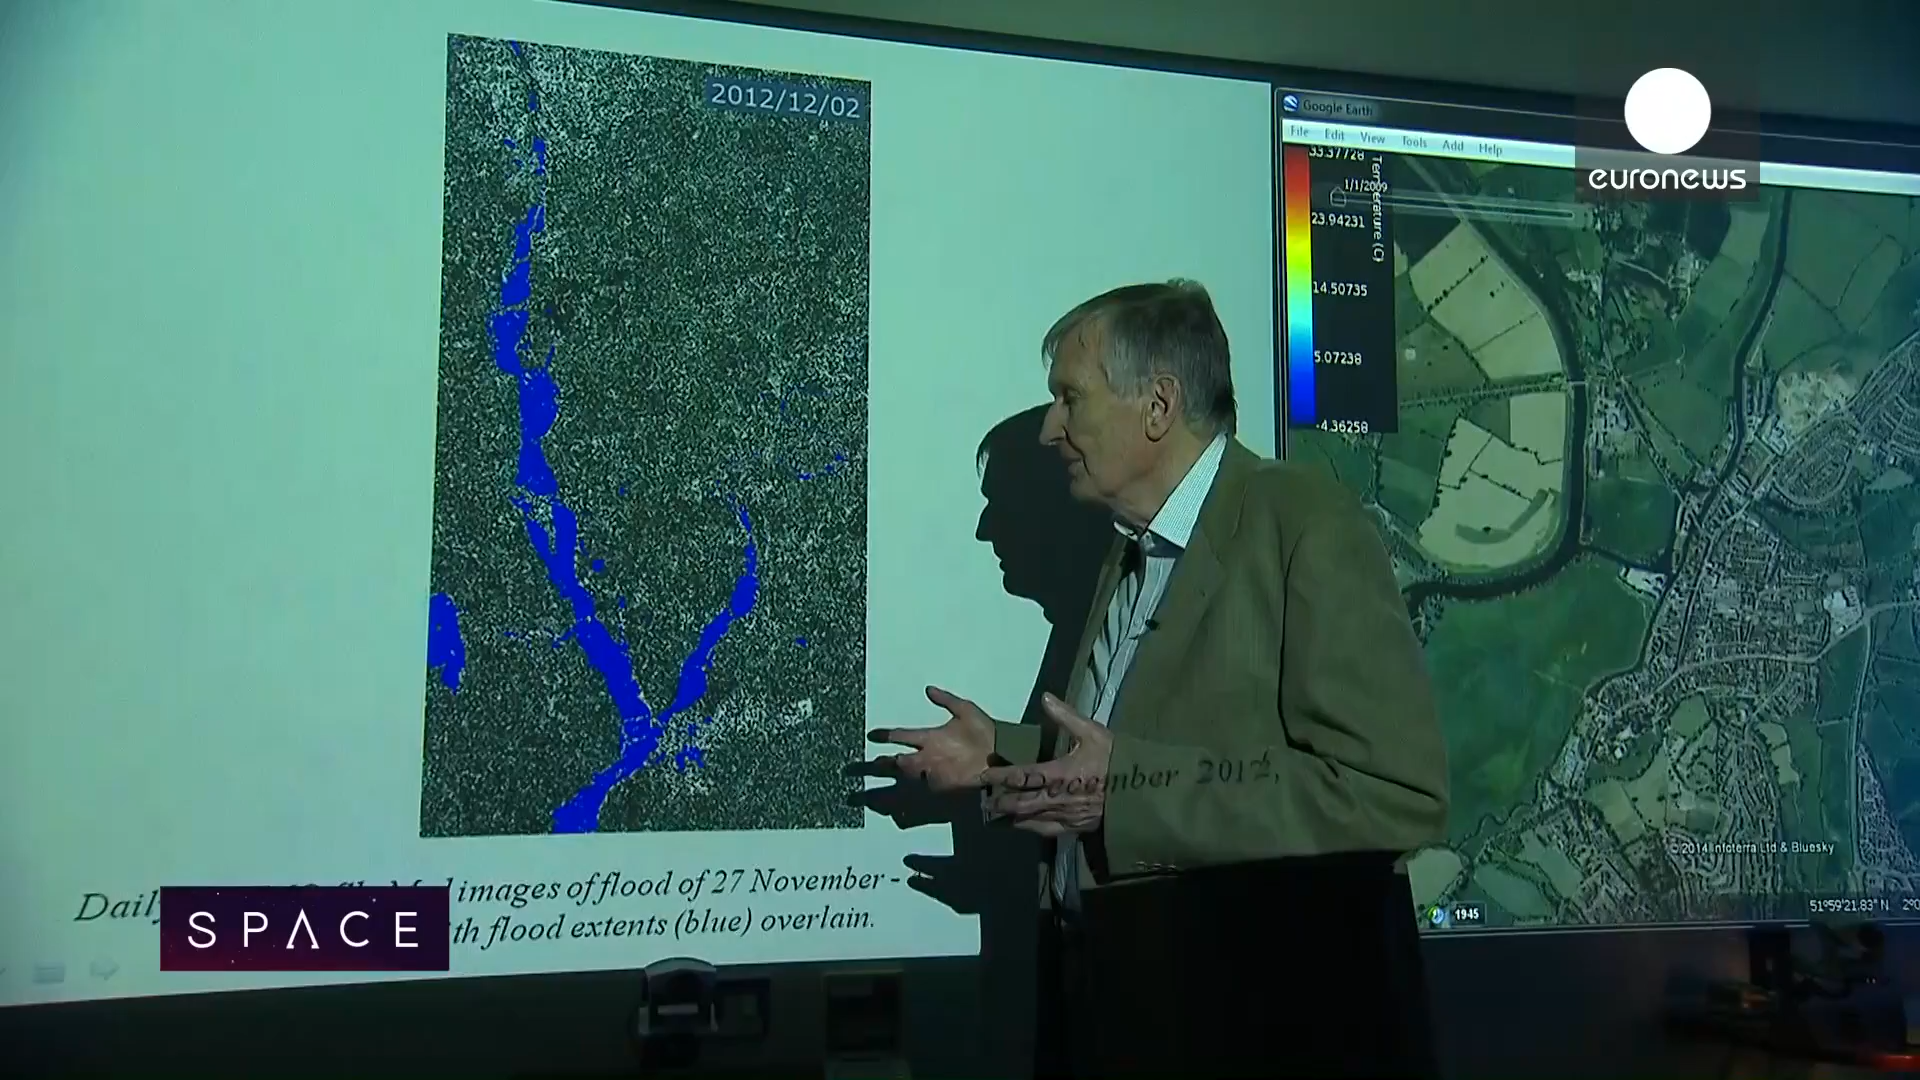 2012/12/02
images of flood of 27 November -
December 2012,
th flood extents (blue) overlain.
SPACE
Google Earth
File Edit View Tools Add Help
33.37728
1/1/2009
23.94231
14.50735
5.07238
-4.36258
Temperature (C)
© 2014 Infoterra Ltd & Bluesky
1945
51°59'21.83" N
euronews